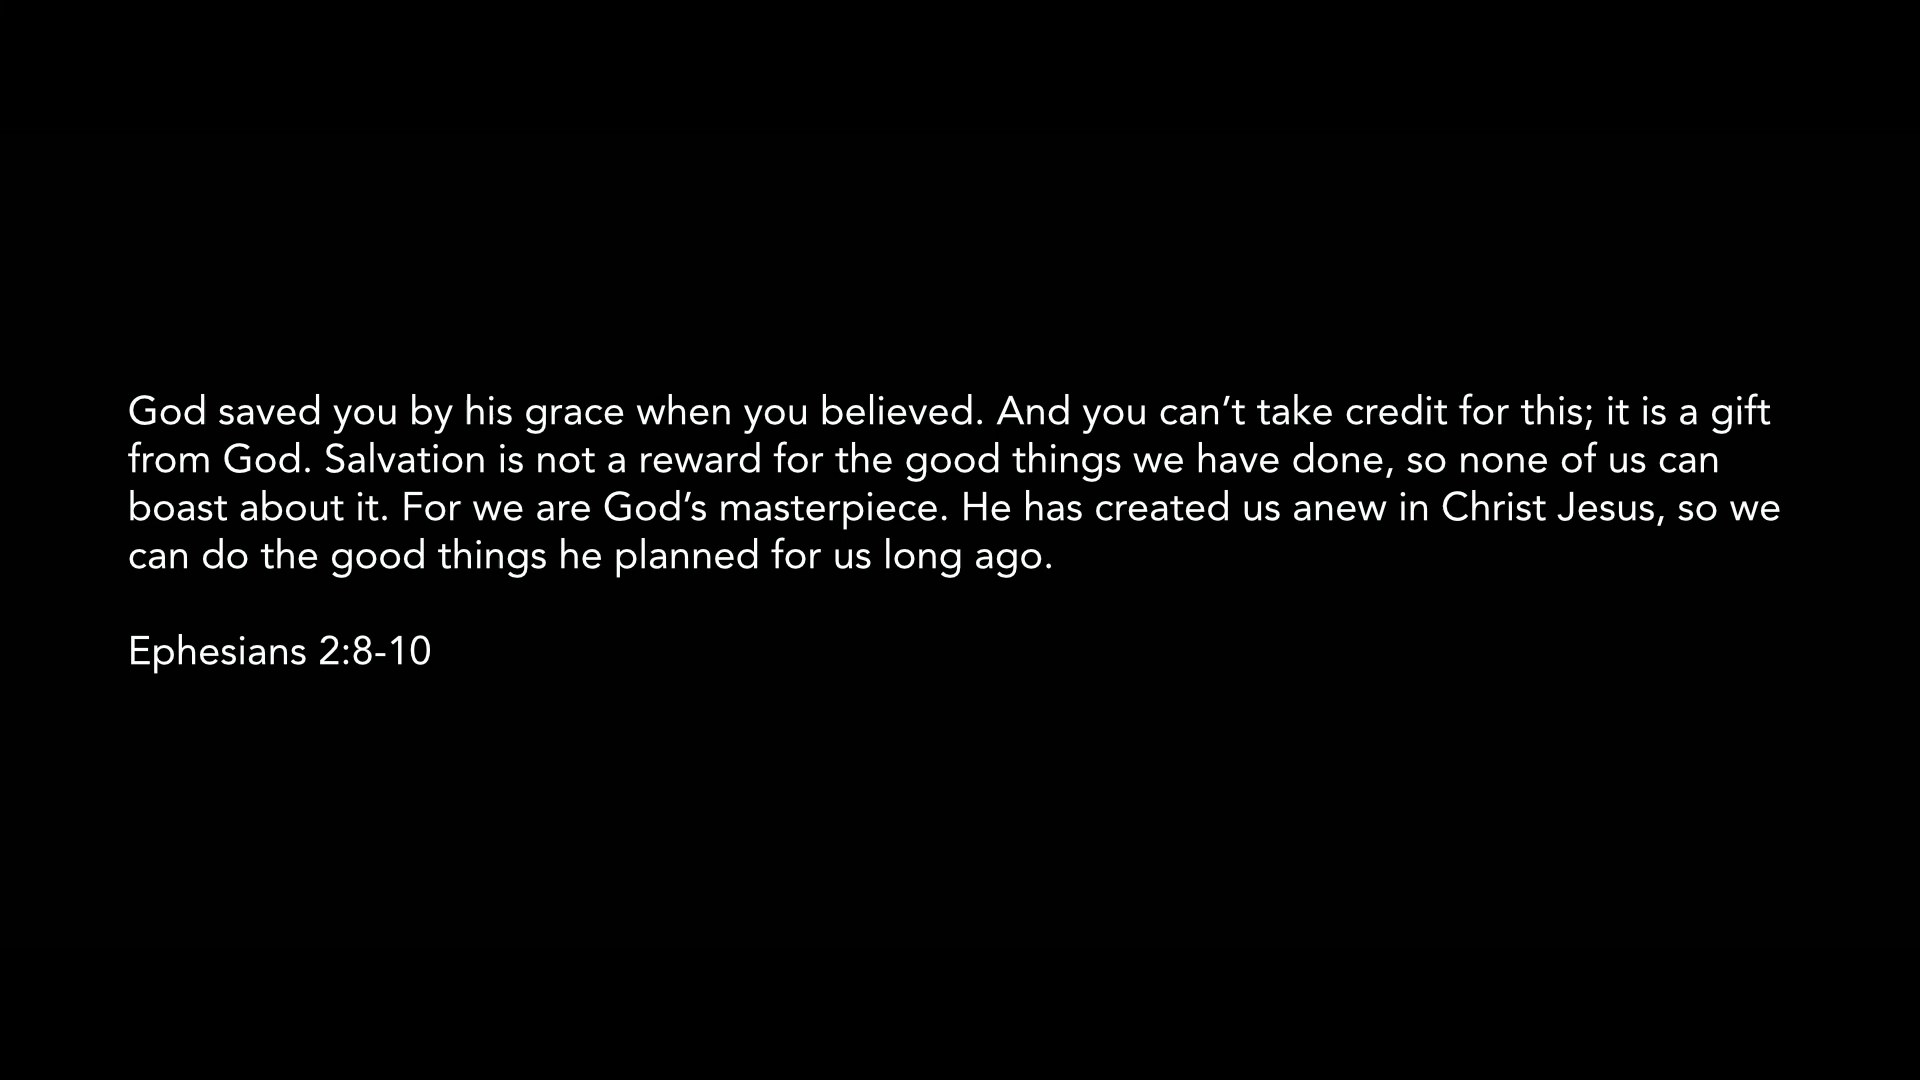 God saved you by his grace when you believed. And you can’t take credit for this; it is a gift
from God. Salvation is not a reward for the good things we have done, so none of us can
boast about it. For we are God’s masterpiece. He has created us anew in Christ Jesus, so we
can do the good things he planned for us long ago.
Ephesians 2:8-10